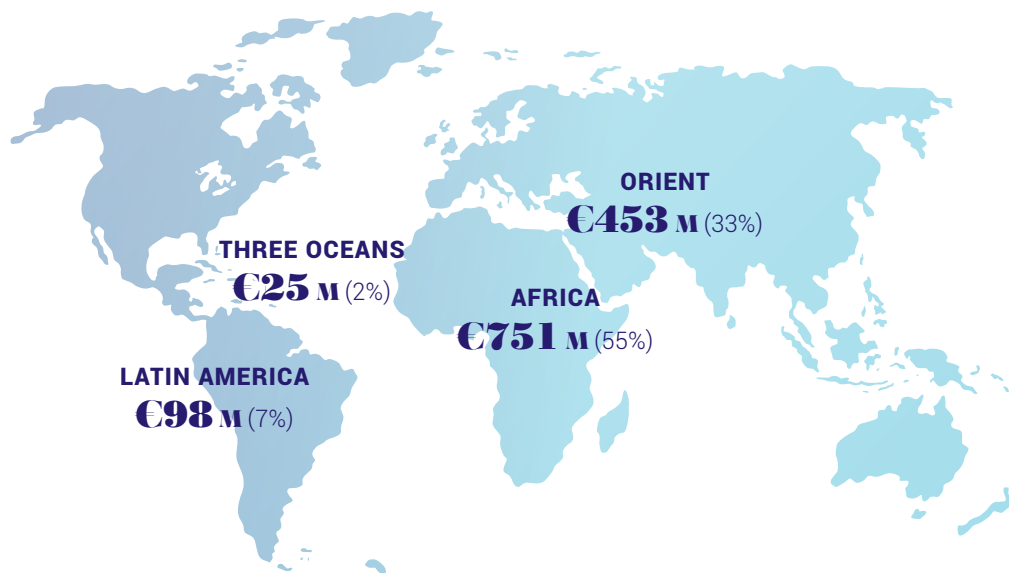 ORIENT
€453 M (33%)
THREE OCEANS
€25 M (2%)
AFRICA
€751 M (55%)
LATIN AMERICA
€98 M (7%)